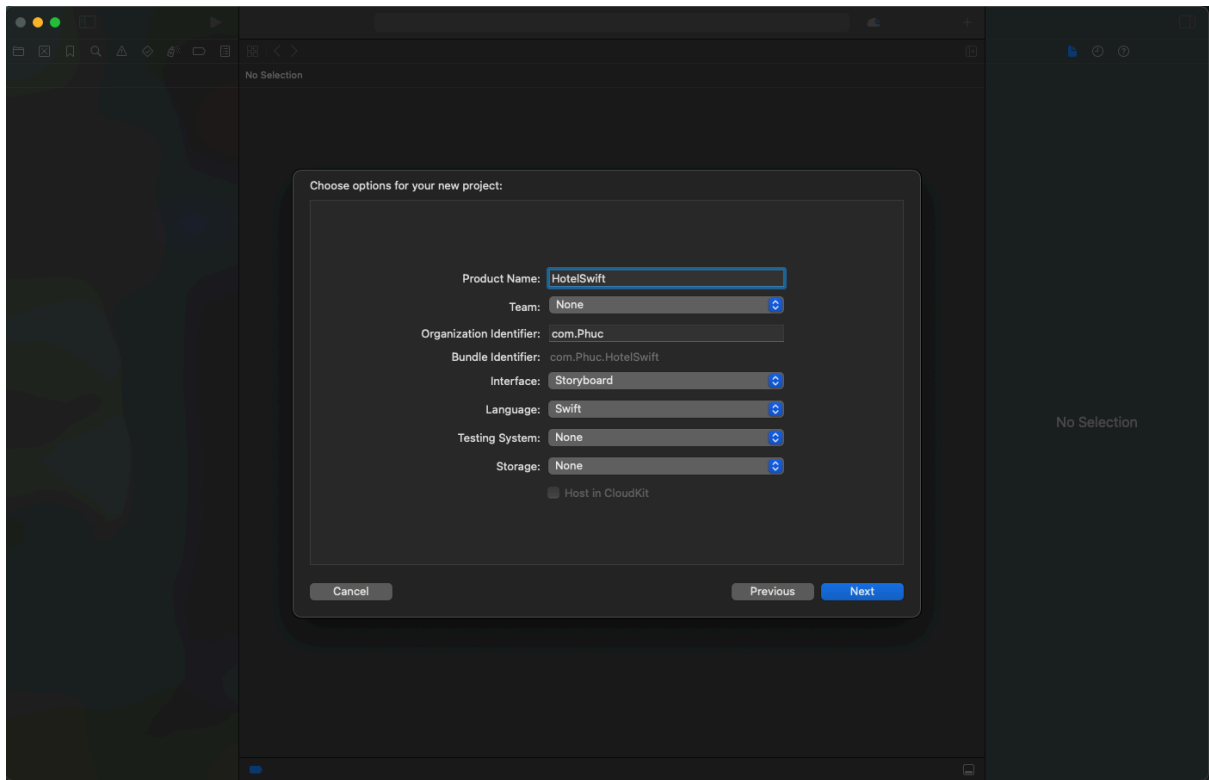 No Selection
Choose options for your new project:
Product Name: HotelSwift
Team: None
Organization Identifier: com.Phuc
Bundle Identifier: com.Phuc.HotelSwift
Interface: Storyboard
Language: Swift
Testing System: None
Storage: None
Host in CloudKit
Cancel Previous Next
No Selection